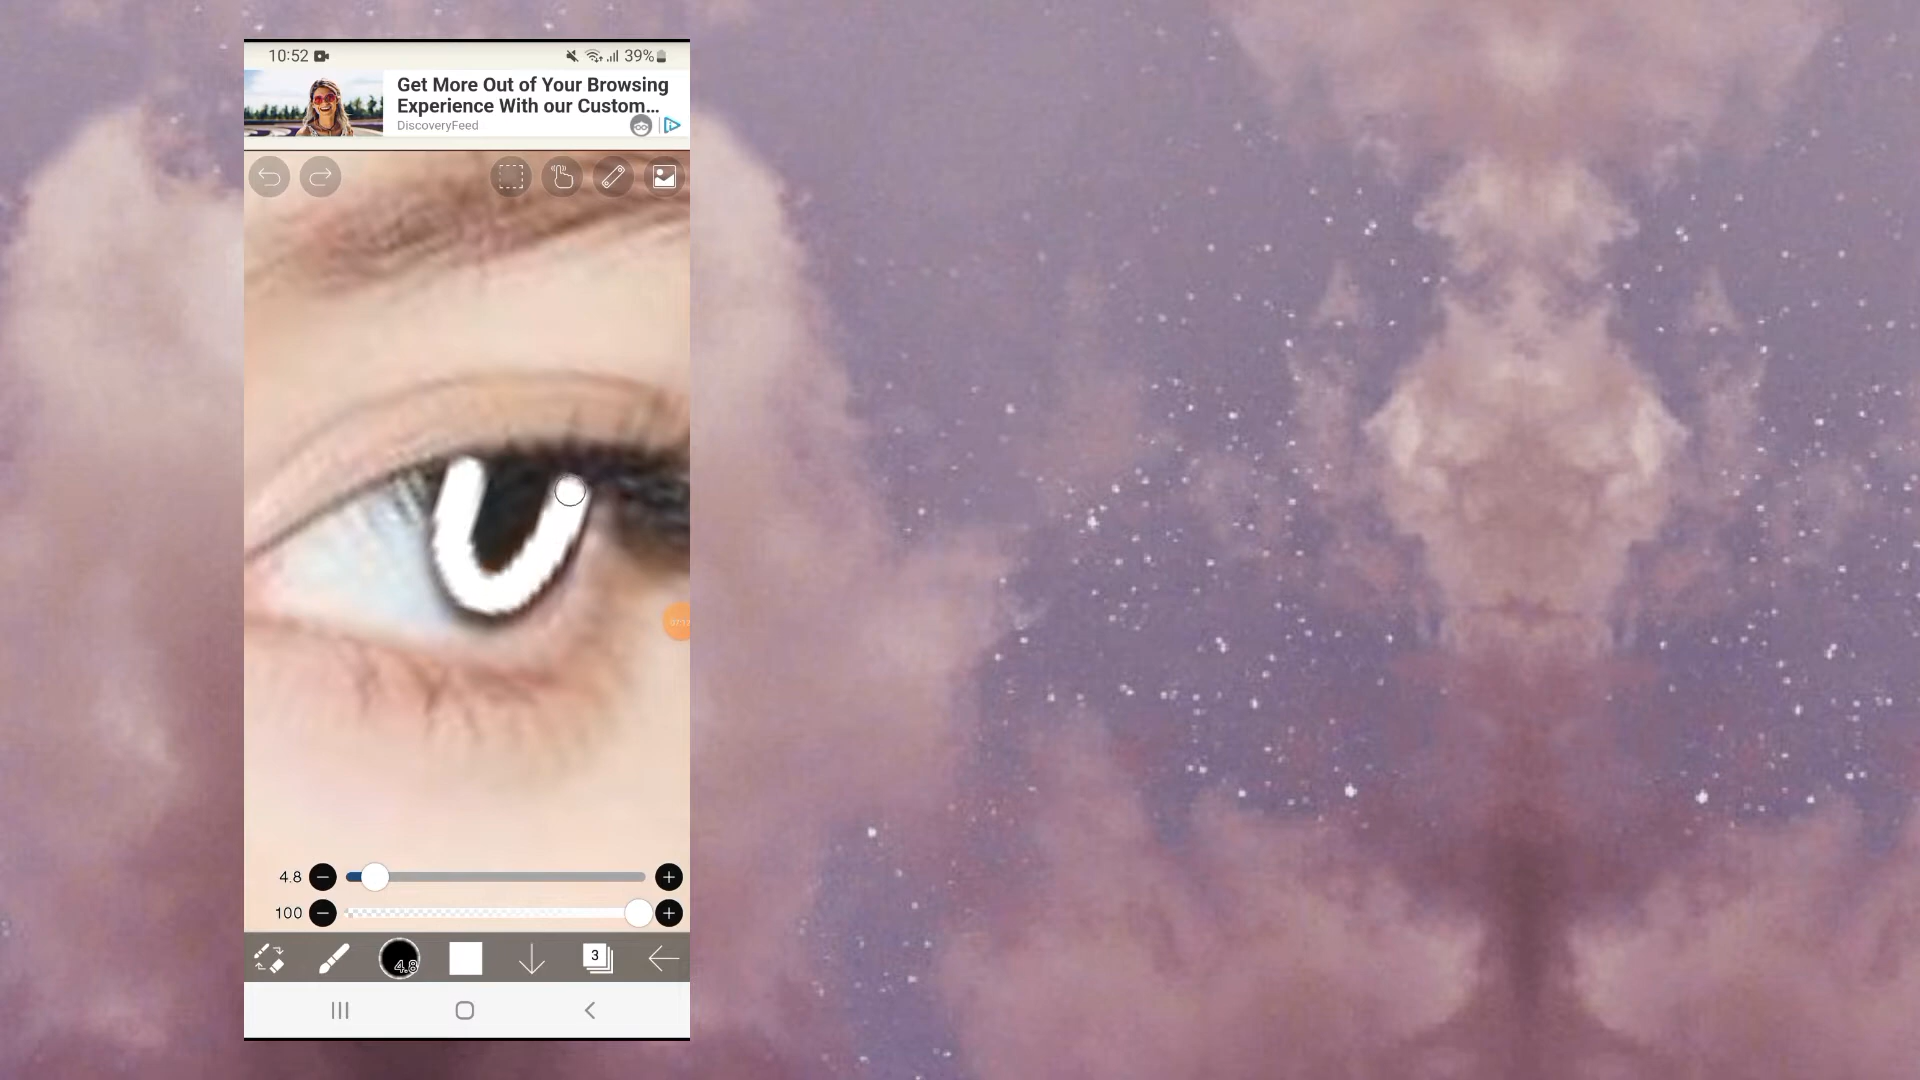 10:52
39%
Get More Out of Your Browsing
Experience With our Custom...
DiscoveryFeed
4.8
100
4.8
3